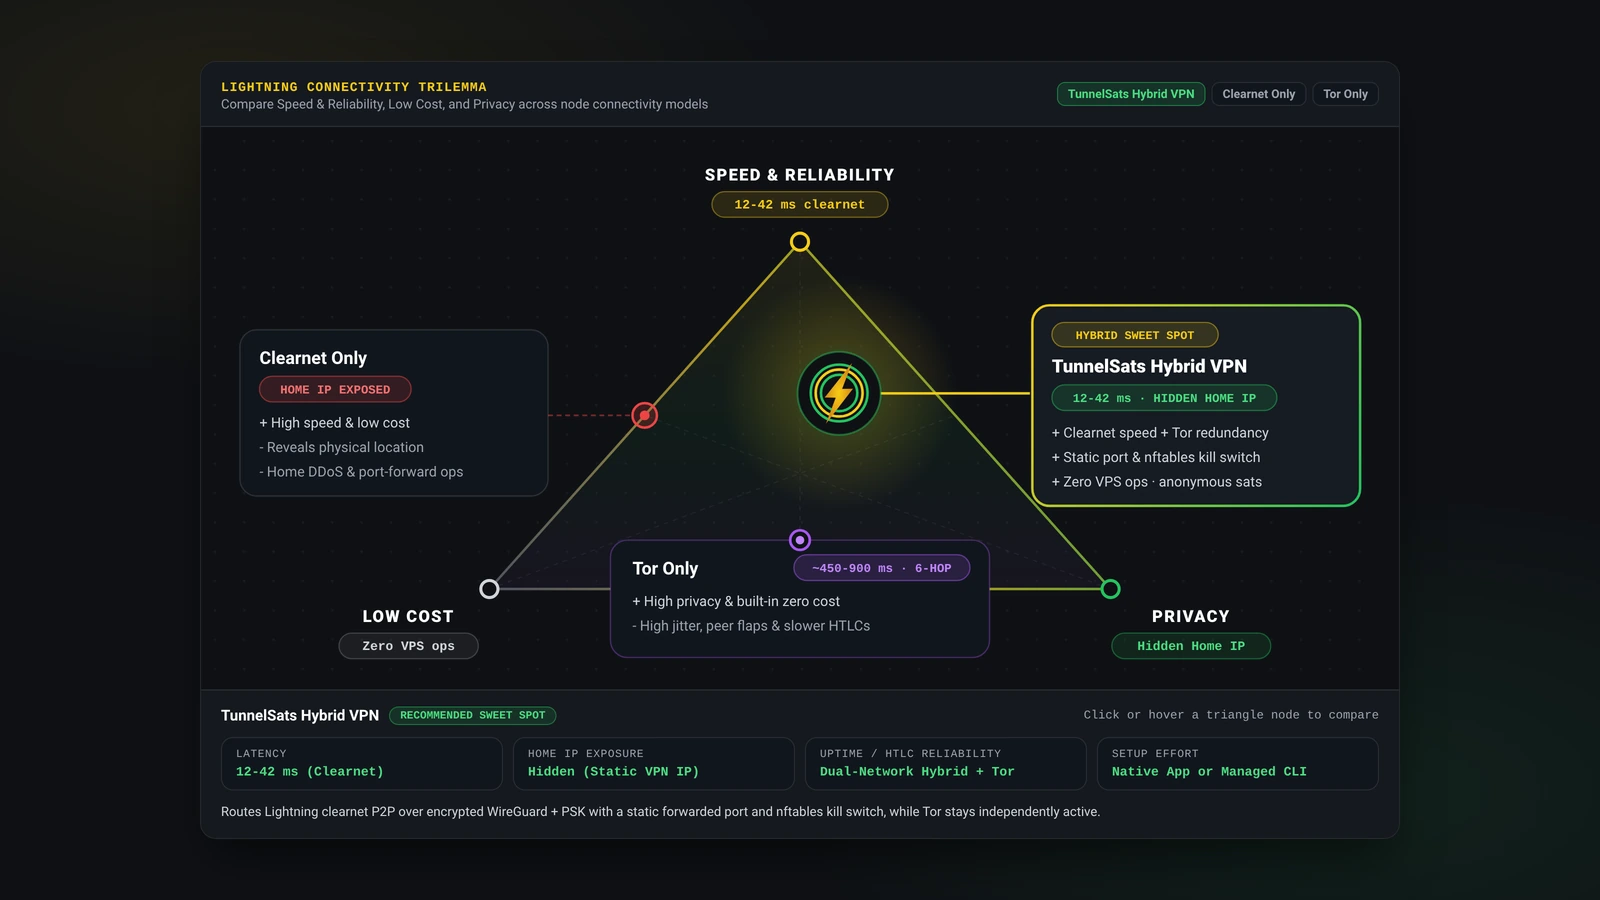 LIGHTNING CONNECTIVITY TRILEMMA
Compare Speed & Reliability, Low Cost, and Privacy across node connectivity models
TunnelSats Hybrid VPN
Clearnet Only
Tor Only
SPEED & RELIABILITY
12-42 ms clearnet
Clearnet Only
HOME IP EXPOSED
+ High speed & low cost
- Reveals physical location
- Home DDoS & port-forward ops
HYBRID SWEET SPOT
TunnelSats Hybrid VPN
12-42 ms · HIDDEN HOME IP
+ Clearnet speed + Tor redundancy
+ Static port & nftables kill switch
+ Zero VPS ops · anonymous sats
Tor Only
~450-900 ms · 6-HOP
+ High privacy & built-in zero cost
- High jitter, peer flaps & slower HTLCs
LOW COST
Zero VPS ops
PRIVACY
Hidden Home IP
TunnelSats Hybrid VPN
RECOMMENDED SWEET SPOT
Click or hover a triangle node to compare
LATENCY
12-42 ms (Clearnet)
HOME IP EXPOSURE
Hidden (Static VPN IP)
UPTIME / HTLC RELIABILITY
Dual-Network Hybrid + Tor
SETUP EFFORT
Native App or Managed CLI
Routes Lightning clearnet P2P over encrypted WireGuard + PSK with a static forwarded port and nftables kill switch, while Tor stays independently active.